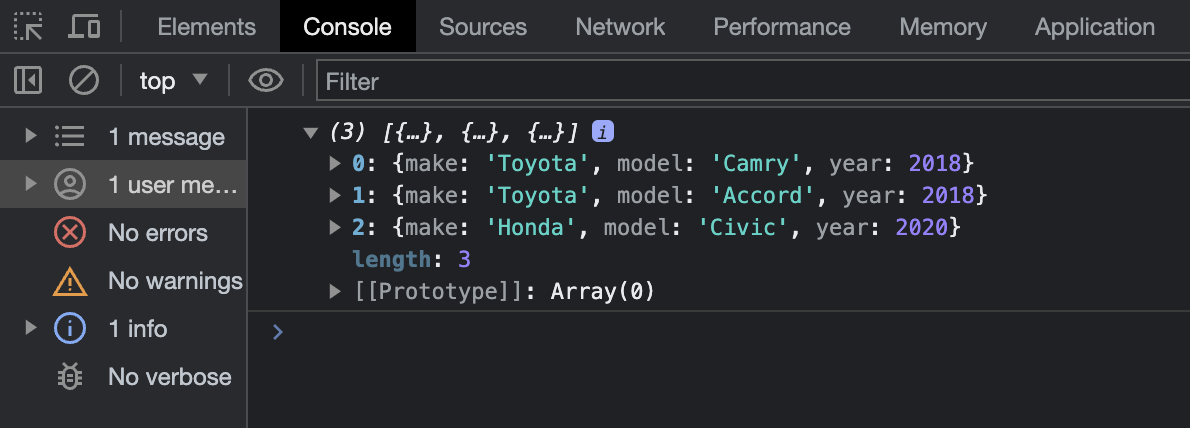 Elements Console Sources Network Performance Memory Application
top Filter
1 message
1 user me…
No errors
No warnings
1 info
No verbose
(3) [{…}, {…}, {…}] i
0: {make: 'Toyota', model: 'Camry', year: 2018}
1: {make: 'Toyota', model: 'Accord', year: 2018}
2: {make: 'Honda', model: 'Civic', year: 2020}
length: 3
[[Prototype]]: Array(0)